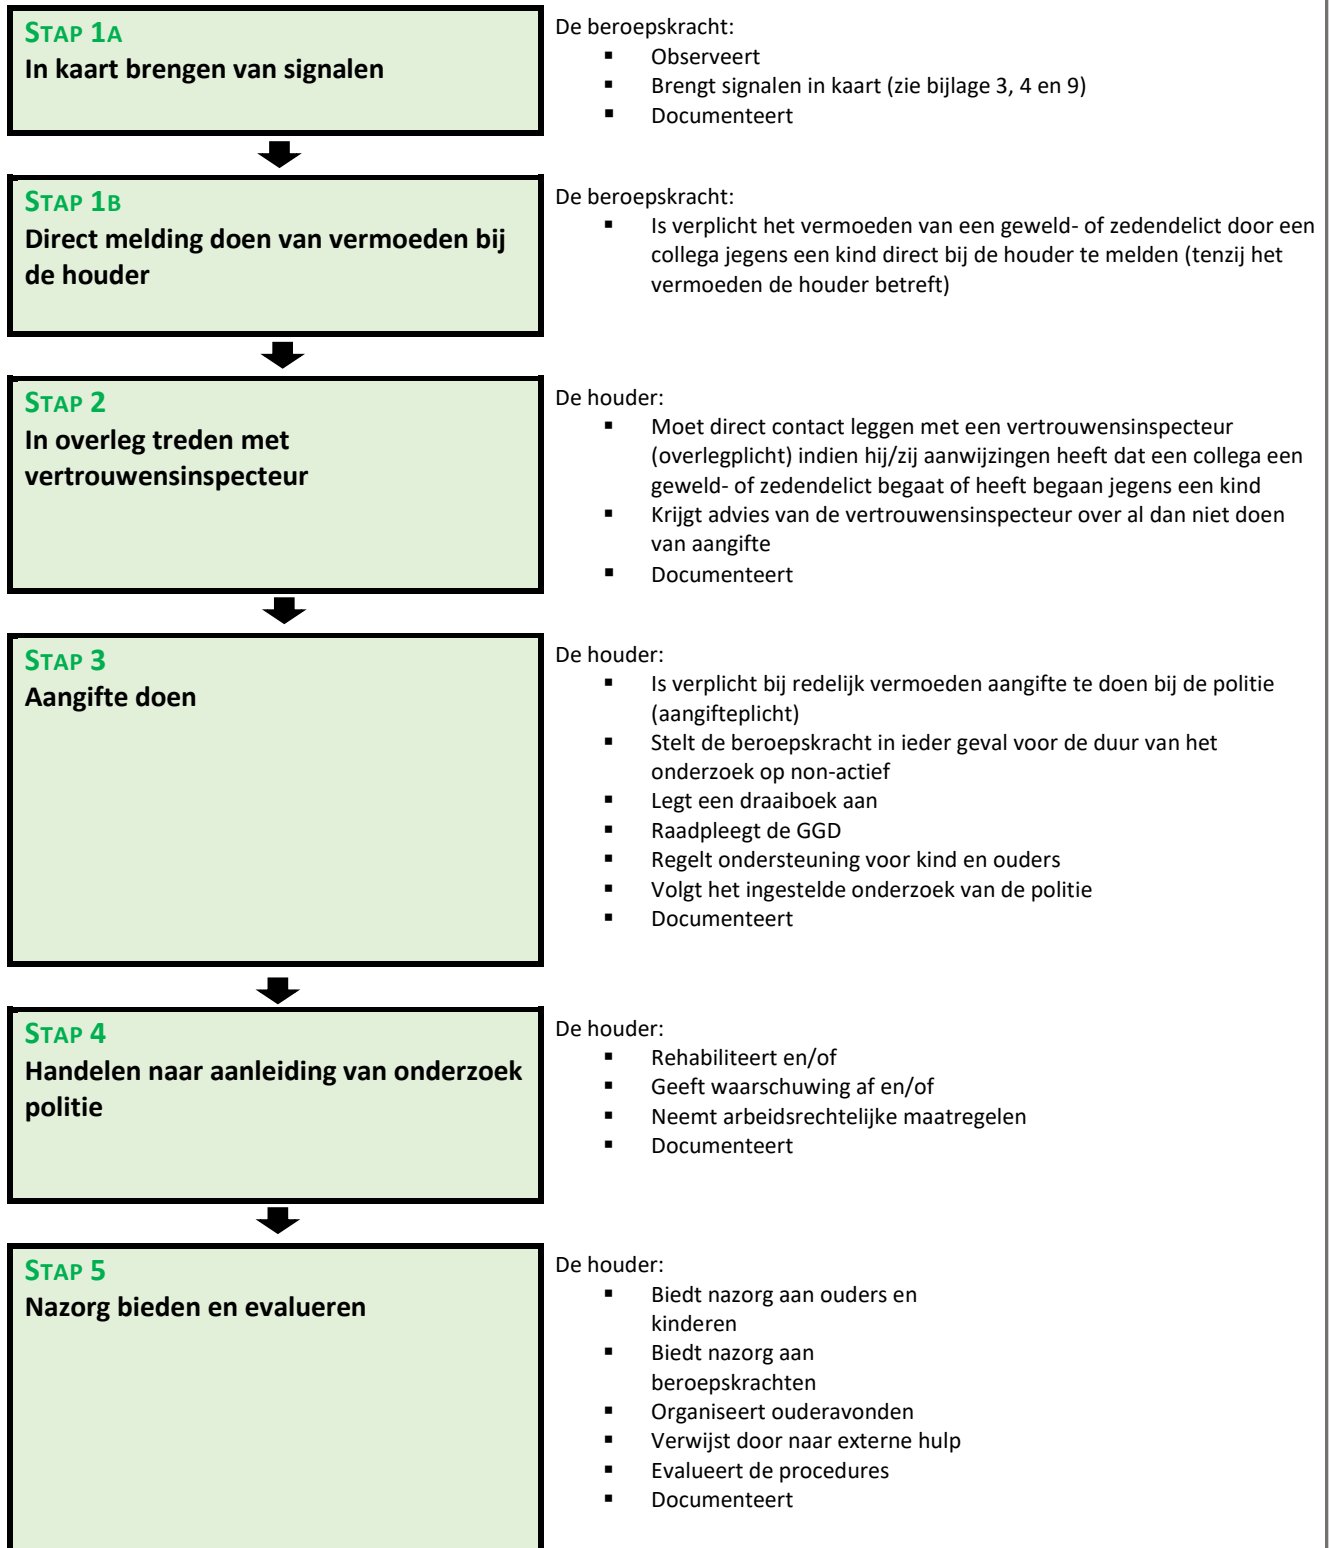 STAP 1A
In kaart brengen van signalen
De beroepskracht:
▪ Observeert
▪ Brengt signalen in kaart (zie bijlage 3, 4 en 9)
▪ Documenteert
STAP 1B
Direct melding doen van vermoeden bij
de houder
De beroepskracht:
▪ Is verplicht het vermoeden van een geweld- of zedendelict door een
collega jegens een kind direct bij de houder te melden (tenzij het
vermoeden de houder betreft)
STAP 2
In overleg treden met
vertrouwensinspecteur
De houder:
▪ Moet direct contact leggen met een vertrouwensinspecteur
(overlegplicht) indien hij/zij aanwijzingen heeft dat een collega een
geweld- of zedendelict begaat of heeft begaan jegens een kind
▪ Krijgt advies van de vertrouwensinspecteur over al dan niet doen
van aangifte
▪ Documenteert
STAP 3
Aangifte doen
De houder:
▪ Is verplicht bij redelijk vermoeden aangifte te doen bij de politie
(aangifteplicht)
▪ Stelt de beroepskracht in ieder geval voor de duur van het
onderzoek op non-actief
▪ Legt een draaiboek aan
▪ Raadpleegt de GGD
▪ Regelt ondersteuning voor kind en ouders
▪ Volgt het ingestelde onderzoek van de politie
▪ Documenteert
STAP 4
Handelen naar aanleiding van onderzoek
politie
De houder:
▪ Rehabiliteert en/of
▪ Geeft waarschuwing af en/of
▪ Neemt arbeidsrechtelijke maatregelen
▪ Documenteert
STAP 5
Nazorg bieden en evalueren
De houder:
▪ Biedt nazorg aan ouders en
kinderen
▪ Biedt nazorg aan
beroepskrachten
▪ Organiseert ouderavonden
▪ Verwijst door naar externe hulp
▪ Evalueert de procedures
▪ Documenteert